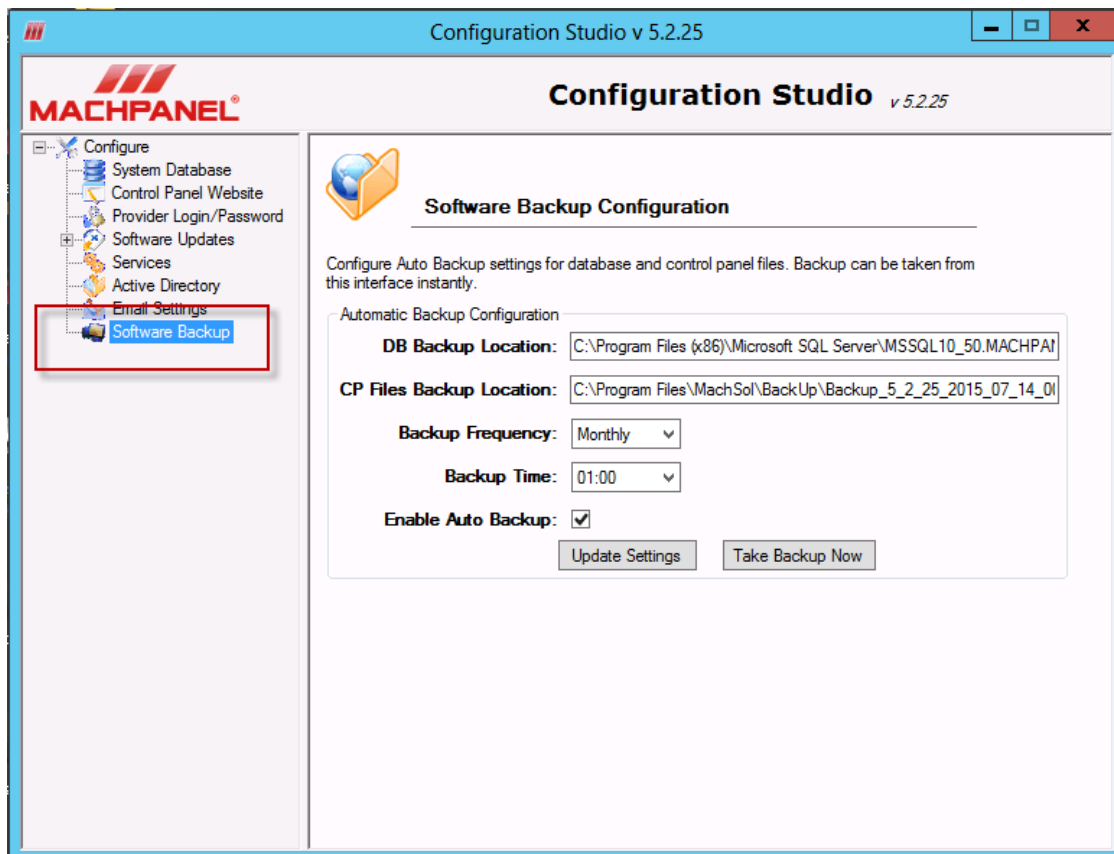 Configuration Studio v 5.2.25
MACHPANEL®
Configuration Studio v 5.2.25
Configure
System Database
Control Panel Website
Provider Login/Password
Software Updates
Services
Active Directory
Email Settings
Software Backup
Software Backup Configuration
Configure Auto Backup settings for database and control panel files. Backup can be taken from
this interface instantly.
Automatic Backup Configuration
DB Backup Location: C:\Program Files (x86)\Microsoft SQL Server\MSSQL10_50.MACHPAN
CP Files Backup Location: C:\Program Files\MachSol\BackUp\Backup_5_2_25_2015_07_14_0
Backup Frequency: Monthly
Backup Time: 01:00
Enable Auto Backup:
Update Settings Take Backup Now